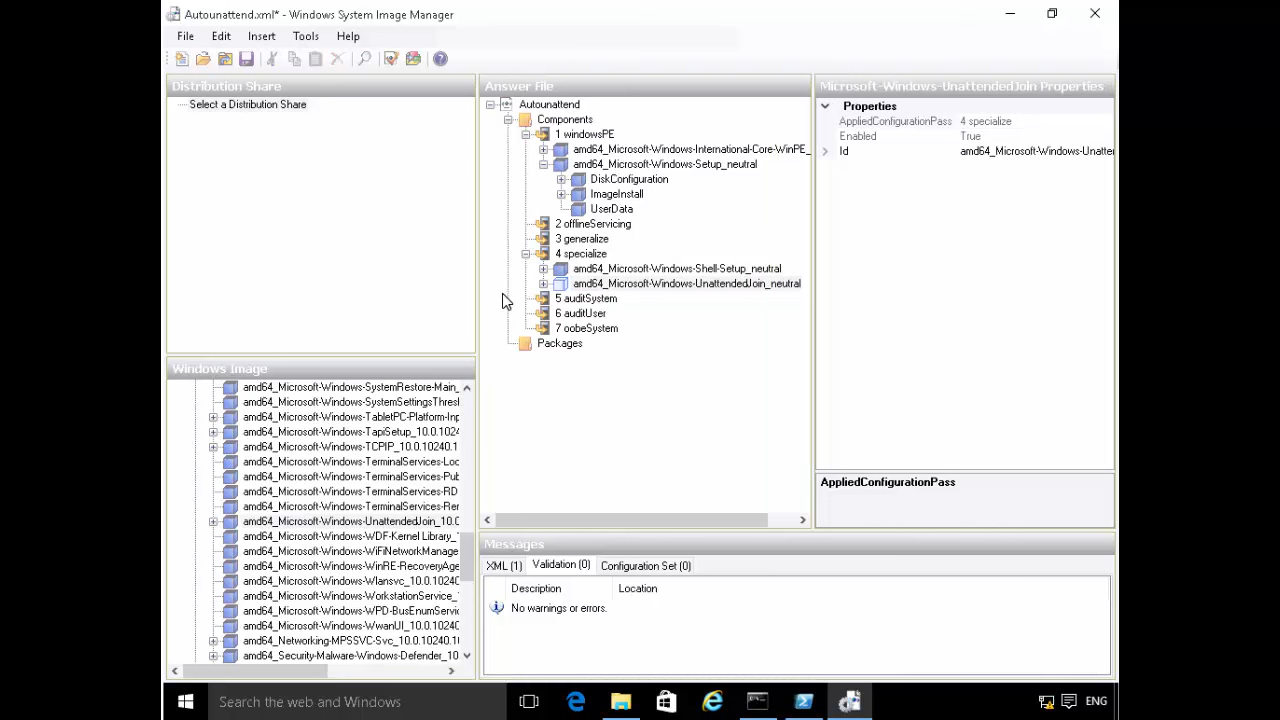 Autounattend.xml* - Windows System Image Manager
File Edit Insert Tools Help
Distribution Share
Select a Distribution Share
Answer File
Autounattend
Components
1 windowsPE
amd64_Microsoft-Windows-International-Core-WinPE_
amd64_Microsoft-Windows-Setup_neutral
DiskConfiguration
ImageInstall
UserData
2 offlineServicing
3 generalize
4 specialize
amd64_Microsoft-Windows-Shell-Setup_neutral
amd64_Microsoft-Windows-UnattendedJoin_neutral
5 auditSystem
6 auditUser
7 oobeSystem
Packages
Microsoft-Windows-UnattendedJoin Properties
Properties
AppliedConfigurationPass 4 specialize
Enabled True
Id amd64_Microsoft-Windows-Unatte
AppliedConfigurationPass
Windows Image
amd64_Microsoft-Windows-SystemRestore-Main_
amd64_Microsoft-Windows-SystemSettingsThres
amd64_Microsoft-Windows-TabletPC-Platform-Inp
amd64_Microsoft-Windows-TapiSetup_10.0.1024
amd64_Microsoft-Windows-TCPIP_10.0.10240.1
amd64_Microsoft-Windows-TerminalServices-Loc
amd64_Microsoft-Windows-TerminalServices-Pub
amd64_Microsoft-Windows-TerminalServices-RD
amd64_Microsoft-Windows-TerminalServices-Rer
amd64_Microsoft-Windows-UnattendedJoin_10.0
amd64_Microsoft-Windows-WDF-Kernel Library_
amd64_Microsoft-Windows-WiFiNetworkManage
amd64_Microsoft-Windows-WinRE-RecoveryAge
amd64_Microsoft-Windows-Wlansvc_10.0.10240
amd64_Microsoft-Windows-WorkstationService_
amd64_Microsoft-Windows-WPD-BusEnumServi
amd64_Microsoft-Windows-WwanUI_10.0.10240
amd64_Networking-MPSSVC-Svc_10.0.10240.1
amd64_Security-Malware-Windows-Defender_10
Messages
XML (1) Validation (0) Configuration Set (0)
Description Location
No warnings or errors.
Search the web and Windows
ENG